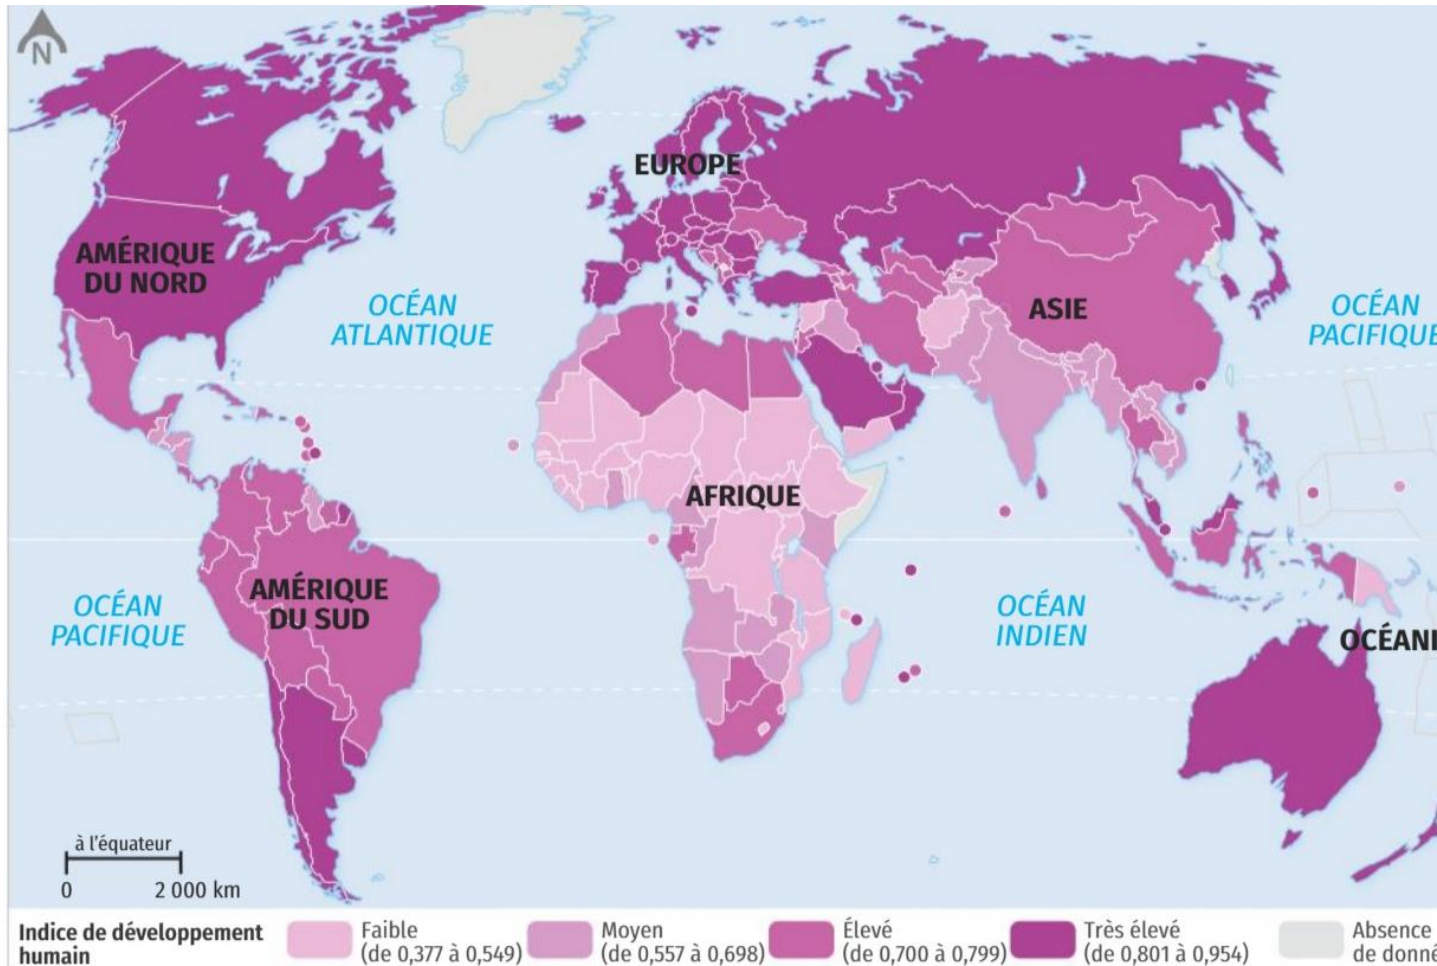 N
EUROPE
AMÉRIQUE
DU NORD
OCÉAN
ATLANTIQUE
ASIE
OCÉAN
PACIFIQUE
AFRIQUE
AMÉRIQUE
DU SUD
OCÉAN
PACIFIQUE
OCÉAN
INDIEN
OCÉANI
à l'équateur
0 2 000 km
Indice de développement
humain
Faible
(de 0,377 à 0,549)
Moyen
(de 0,557 à 0,698)
Élevé
(de 0,700 à 0,799)
Très élevé
(de 0,801 à 0,954)
Absence
de donné